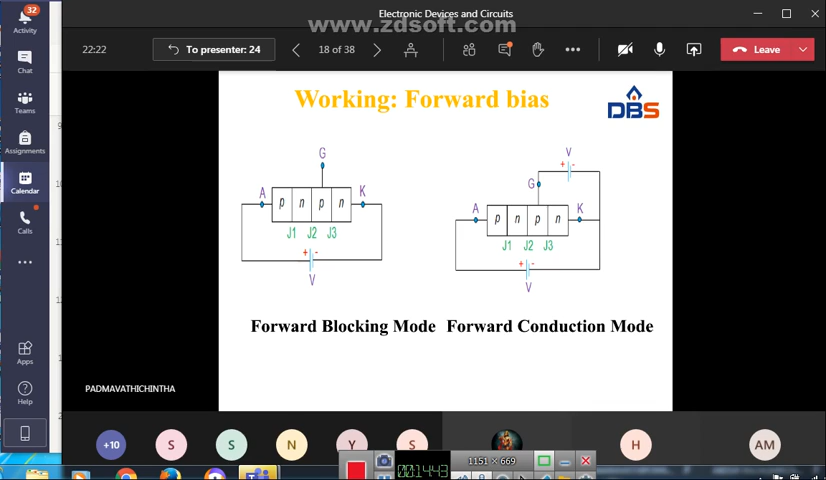 Electronic Devices and Circuits
www.zdsoft.com
32
Activity
Chat
Teams
Assignments
Calendar
Calls
Apps
Help
22:22
To presenter: 24
18 of 38
Leave
Working: Forward bias
DBS
G
A
K
p n p n
J1 J2 J3
+ -
V
V
+ -
G
A
K
p n p n
J1 J2 J3
+ -
V
Forward Blocking Mode
Forward Conduction Mode
PADMAVATHICHINTHA
+10
S
S
N
Y
S
H
AM
00:14:43
1151 × 669